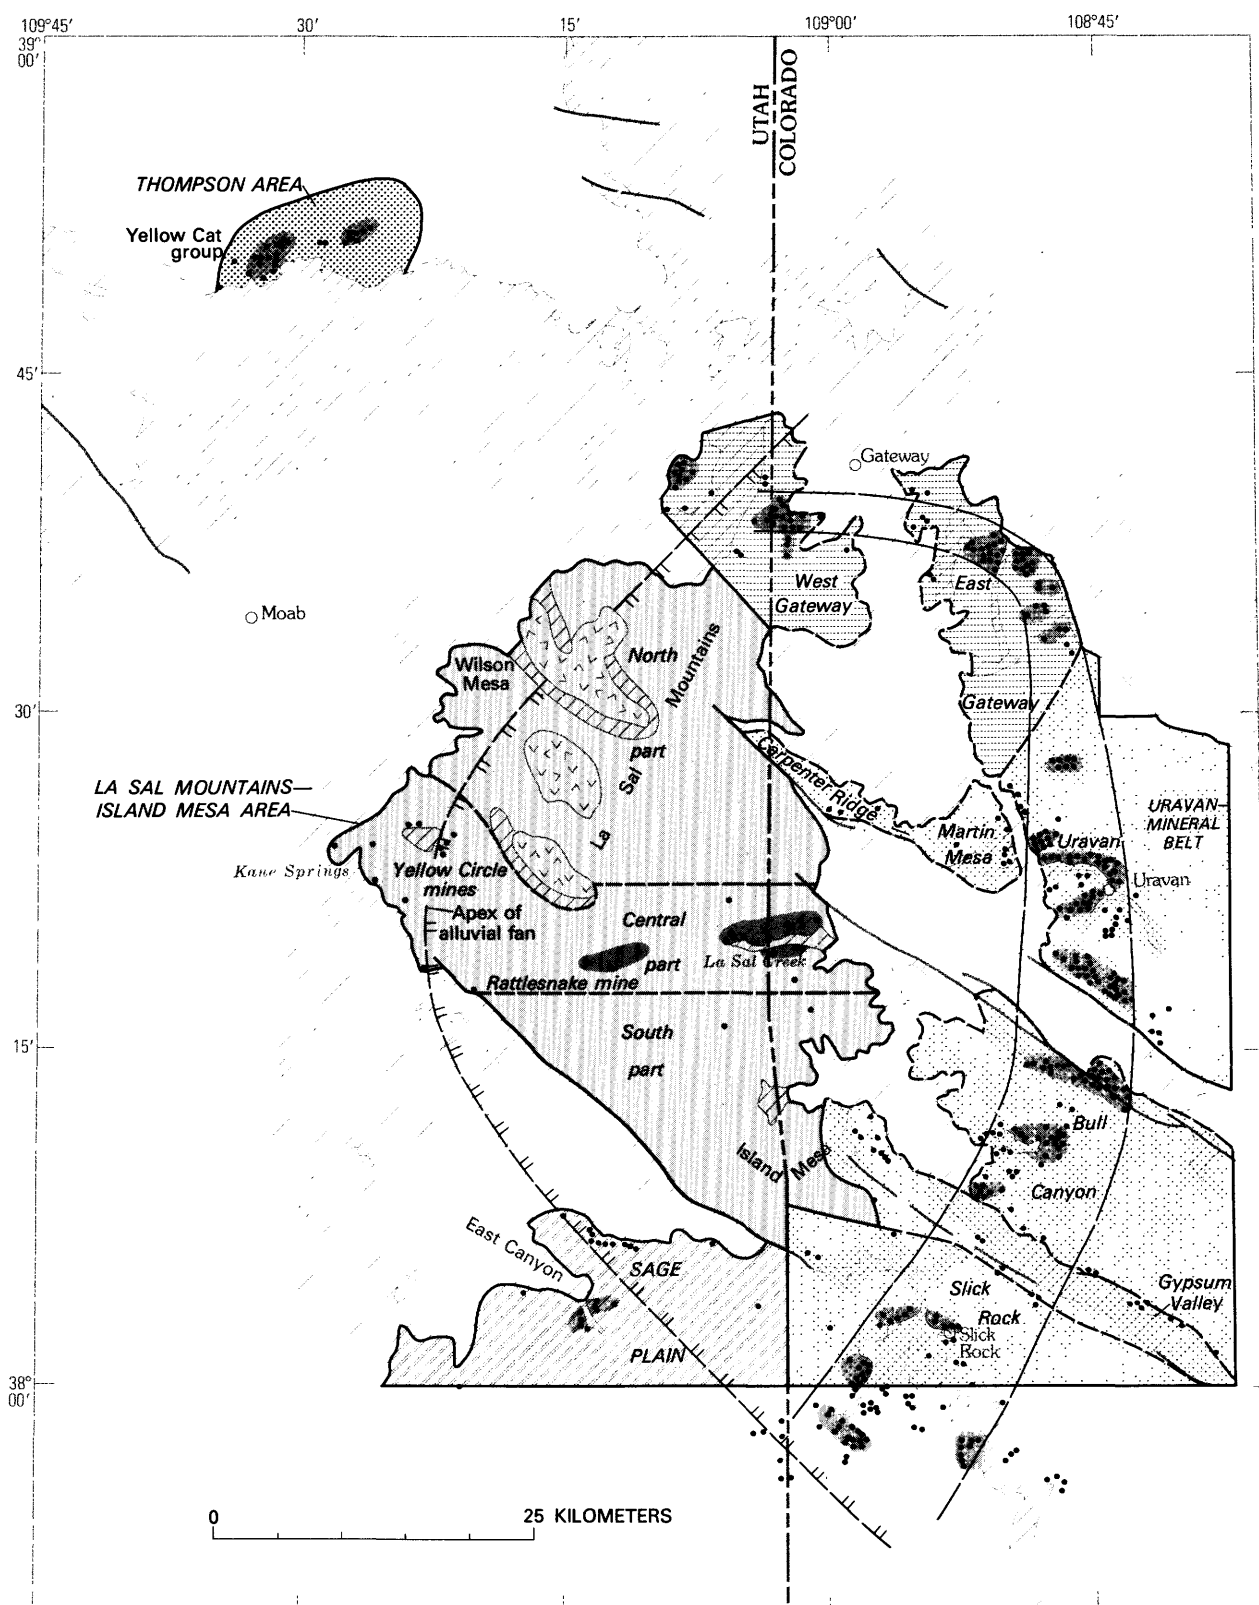 109°45′
30′
15′
109°00′
108°45′
39°
00′
UTAH
COLORADO
THOMPSON AREA
Yellow Cat
group
45′
Gateway
West
Gateway
East
Gateway
Moab
Wilson
Mesa
North
part
La Sal Mountains
30′
Carpenter Ridge
LA SAL MOUNTAINS—
ISLAND MESA AREA
Martin
Mesa
URAVAN
MINERAL
BELT
Uravan
Uravan
Kane Springs
Yellow Circle
mines
Apex of
alluvial fan
Central
part
La Sal Creek
Rattlesnake mine
South
part
15′
Bull
Canyon
Island Mesa
East Canyon
SAGE
PLAIN
Slick
Rock
Slick
Rock
Gypsum
Valley
38°
00′
0
25 KILOMETERS